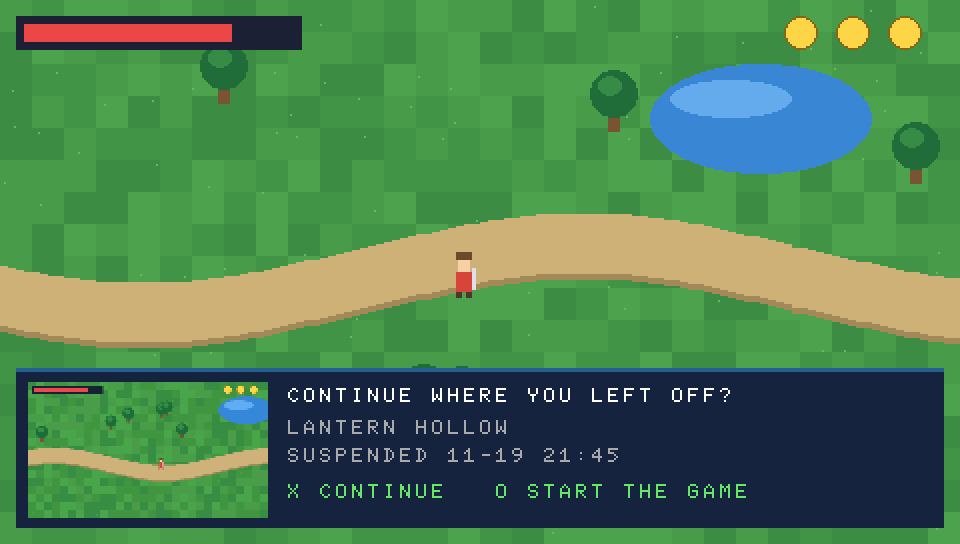 CONTINUE WHERE YOU LEFT OFF?
LANTERN HOLLOW
SUSPENDED 11-19 21:45
X CONTINUE O START THE GAME